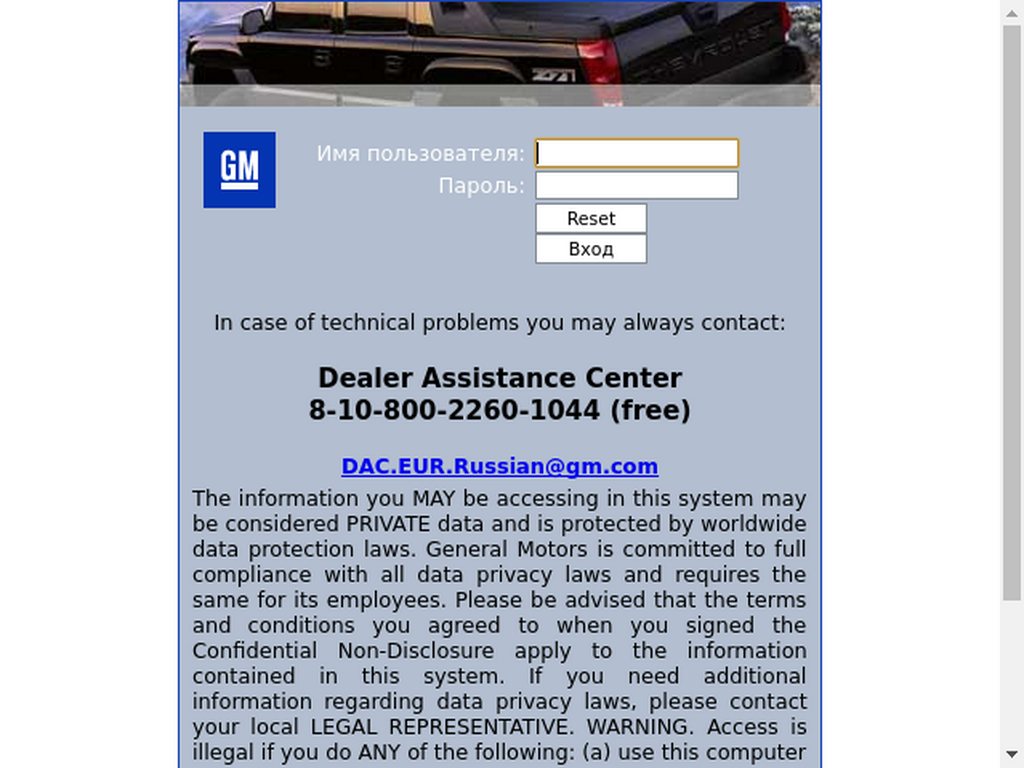 Z71
CHEVROLET
GM
Имя пользователя:
Пароль:
Reset
Вход
In case of technical problems you may always contact:
Dealer Assistance Center
8-10-800-2260-1044 (free)
DAC.EUR.Russian@gm.com
The information you MAY be accessing in this system may
be considered PRIVATE data and is protected by worldwide
data protection laws. General Motors is committed to full
compliance with all data privacy laws and requires the
same for its employees. Please be advised that the terms
and conditions you agreed to when you signed the
Confidential Non-Disclosure apply to the information
contained in this system. If you need additional
information regarding data privacy laws, please contact
your local LEGAL REPRESENTATIVE. WARNING. Access is
illegal if you do ANY of the following: (a) use this computer